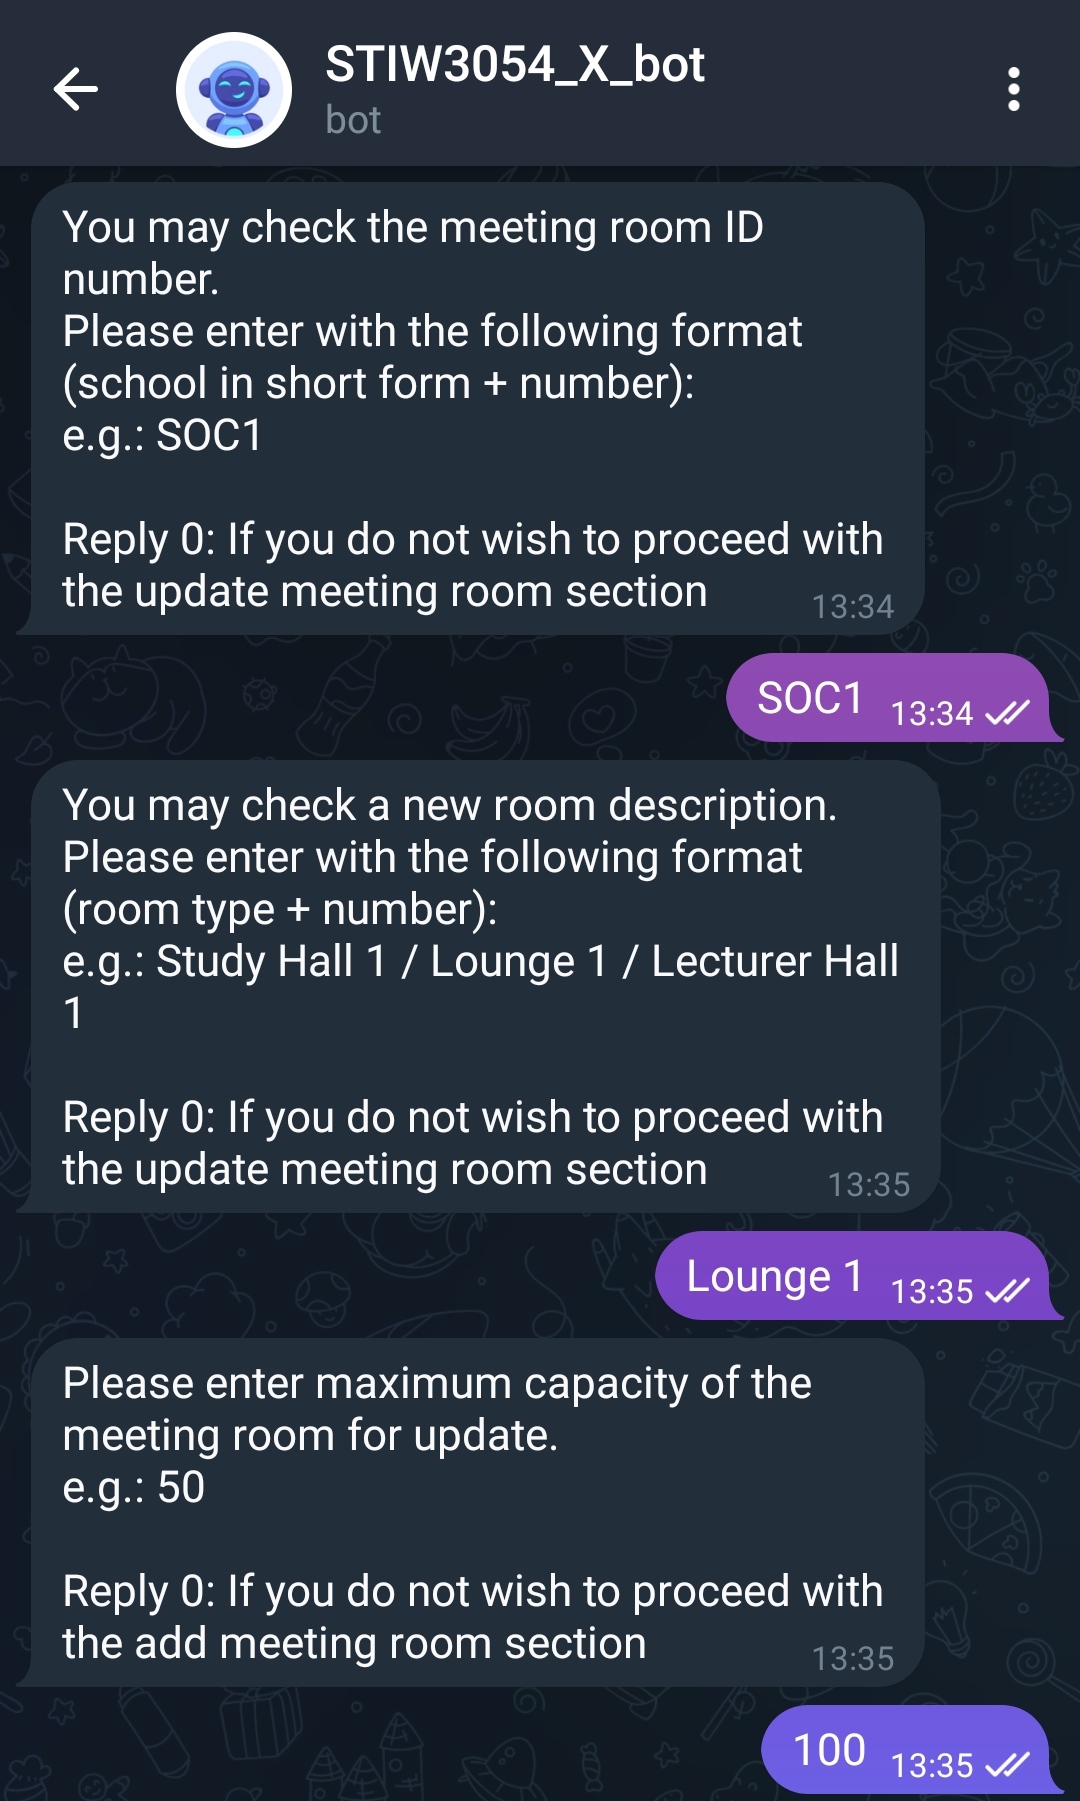 STIW3054_X_bot
bot
You may check the meeting room ID
number.
Please enter with the following format
(school in short form + number):
e.g.: SOC1
Reply 0: If you do not wish to proceed with
the update meeting room section
13:34
SOC1 13:34
You may check a new room description.
Please enter with the following format
(room type + number):
e.g.: Study Hall 1 / Lounge 1 / Lecturer Hall
1
Reply 0: If you do not wish to proceed with
the update meeting room section
13:35
Lounge 1 13:35
Please enter maximum capacity of the
meeting room for update.
e.g.: 50
Reply 0: If you do not wish to proceed with
the add meeting room section
13:35
100 13:35